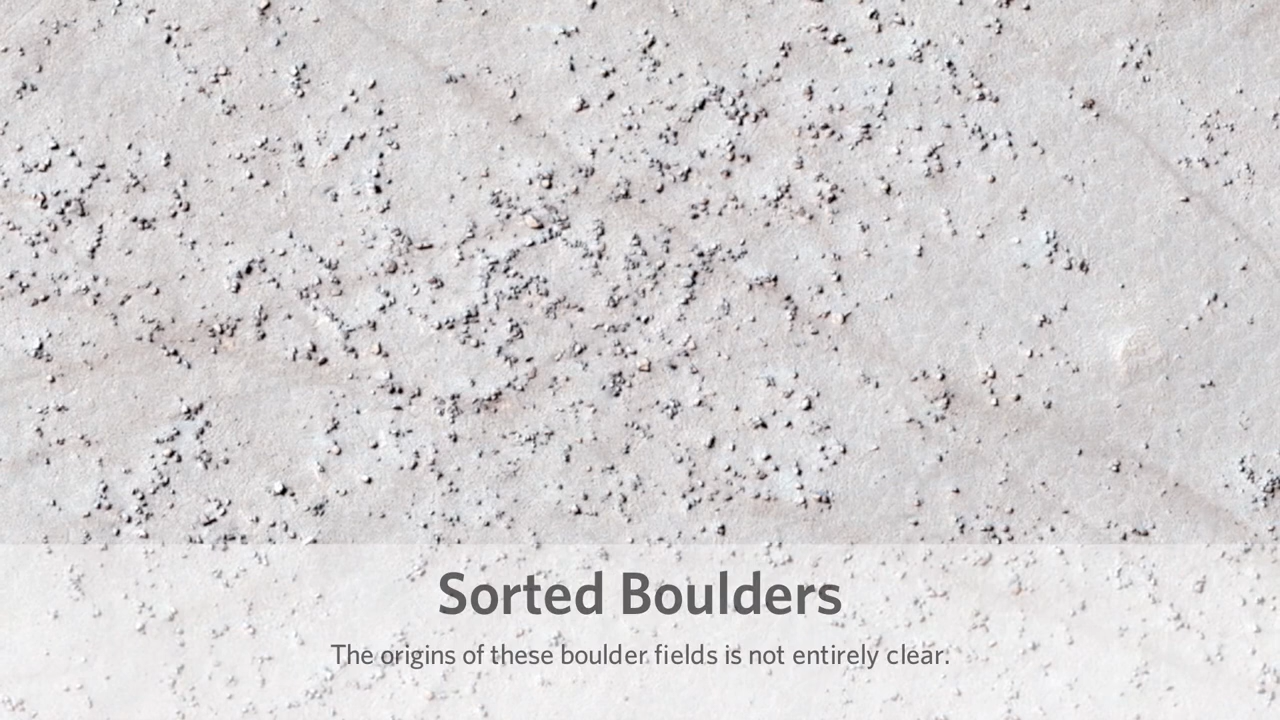 Sorted Boulders
The origins of these boulder fields is not entirely clear.